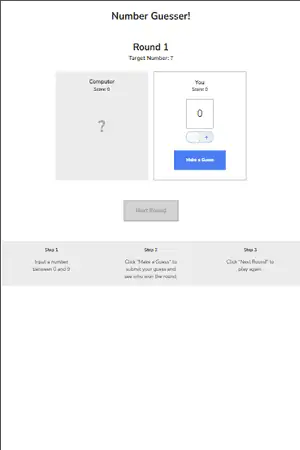 Number Guesser!
Round 1
Target Number: ?
Computer
Score: 0
?
You
Score: 0
0
- +
Make a Guess
Next Round
Step 1
Input a number
between 0 and 9
Step 2
Click "Make a Guess" to
submit your guess and
see who won the round.
Step 3
Click "Next Round" to
play again